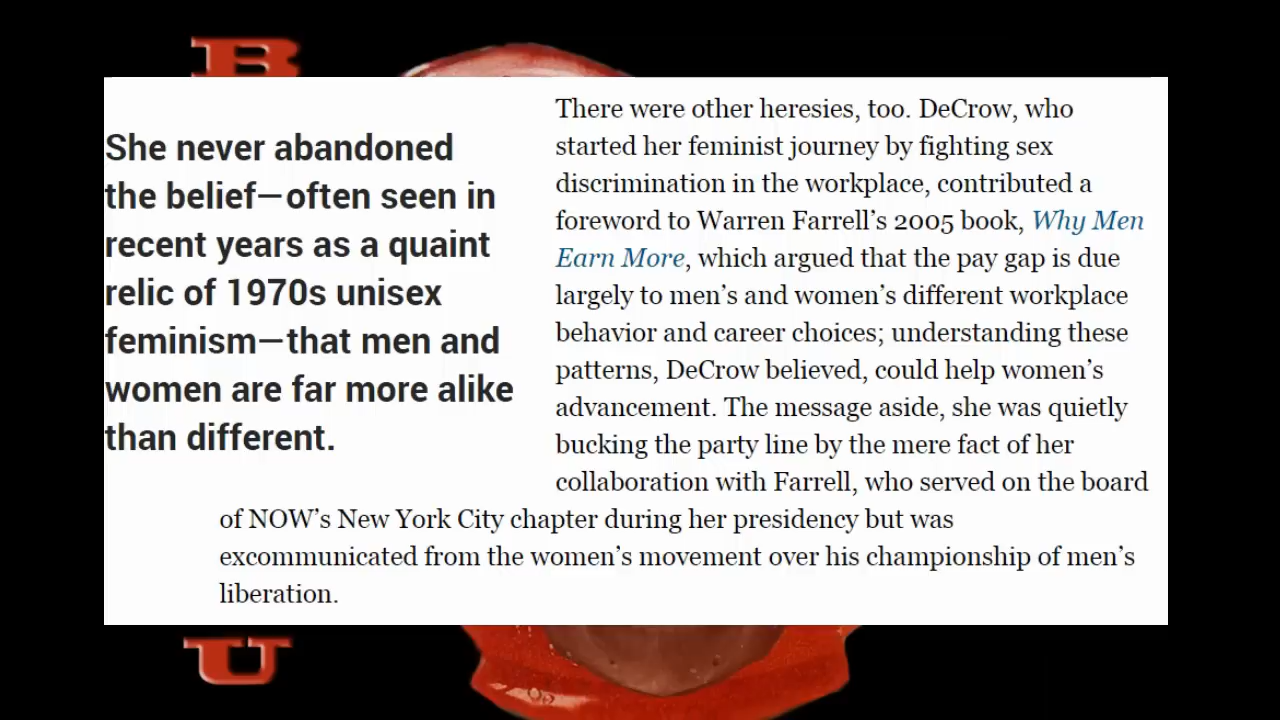 B
She never abandoned
the belief—often seen in
recent years as a quaint
relic of 1970s unisex
feminism—that men and
women are far more alike
than different.
There were other heresies, too. DeCrow, who
started her feminist journey by fighting sex
discrimination in the workplace, contributed a
foreword to Warren Farrell’s 2005 book, Why Men
Earn More, which argued that the pay gap is due
largely to men’s and women’s different workplace
behavior and career choices; understanding these
patterns, DeCrow believed, could help women’s
advancement. The message aside, she was quietly
bucking the party line by the mere fact of her
collaboration with Farrell, who served on the board
of NOW’s New York City chapter during her presidency but was
excommunicated from the women’s movement over his championship of men’s
liberation.
U